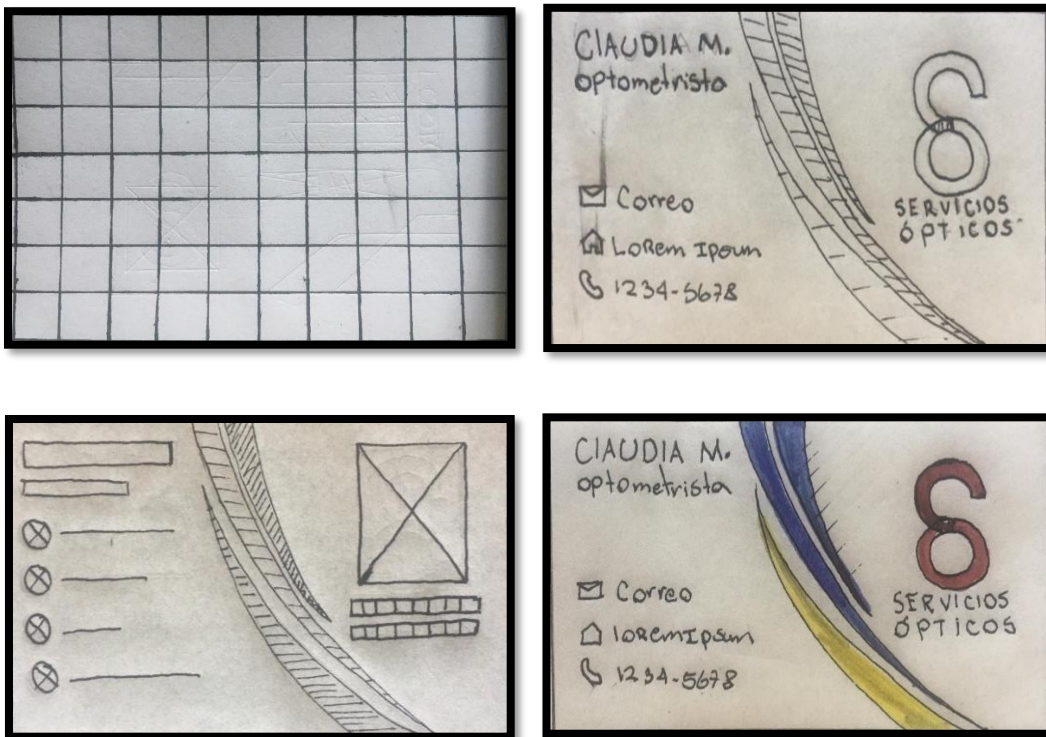 CLAUDIA M.
optometrista
Correo
LOREM IPSUM
1234-5678
SERVICIOS
ÓPTICOS
CLAUDIA M.
optometrista
Correo
loremIpsum
1234-5678
SERVICIOS
ÓPTICOS